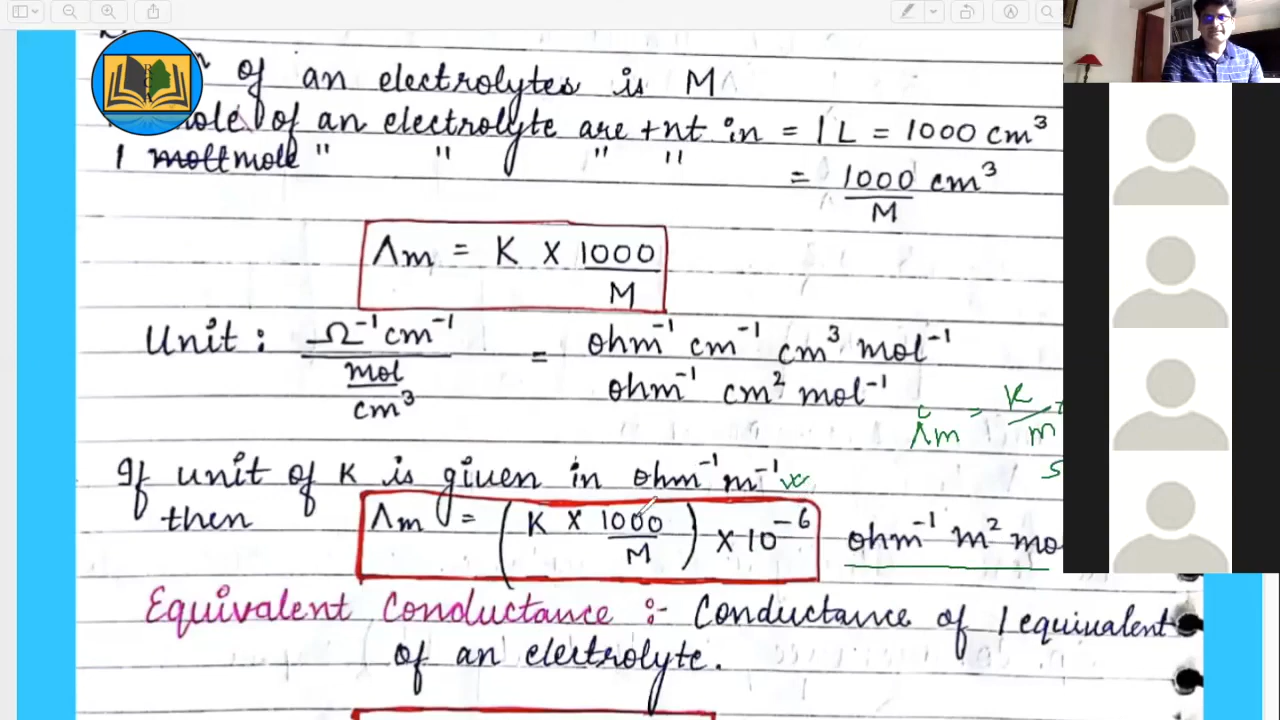 of an electrolytes is M
mole of an electrolyte are +nt in = 1 L = 1000 cm³
1 mole " " " " = 1000/M cm³
Λm = K × 1000/M
Unit : Ω⁻¹cm⁻¹/(mol/cm³) = ohm⁻¹ cm⁻¹ cm³ mol⁻¹
ohm⁻¹ cm² mol⁻¹
Λm = K/m
If unit of K is given in ohm⁻¹ m⁻¹
then Λm = (K × 1000/M) × 10⁻⁶ ohm⁻¹ m² mo
Equivalent Conductance :- Conductance of 1 equivalent
of an electrolyte.